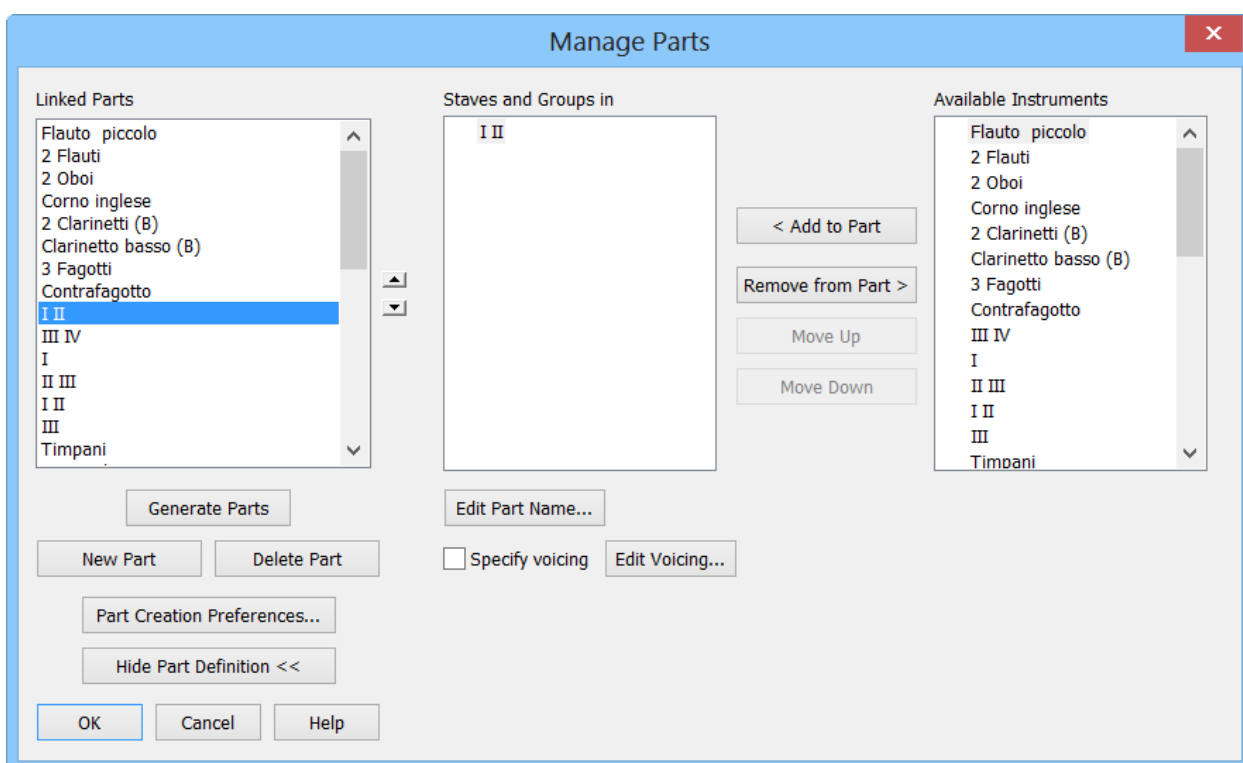 Manage Parts
x
Linked Parts
Flauto piccolo
2 Flauti
2 Oboi
Corno inglese
2 Clarinetti (B)
Clarinetto basso (B)
3 Fagotti
Contrafagotto
I II
III IV
I
II III
I II
III
Timpani
Generate Parts
New Part Delete Part
Part Creation Preferences...
Hide Part Definition <<
OK Cancel Help
Staves and Groups in
I II
Edit Part Name...
Specify voicing Edit Voicing...
< Add to Part
Remove from Part >
Move Up
Move Down
Available Instruments
Flauto piccolo
2 Flauti
2 Oboi
Corno inglese
2 Clarinetti (B)
Clarinetto basso (B)
3 Fagotti
Contrafagotto
III IV
I
II III
I II
III
Timpani